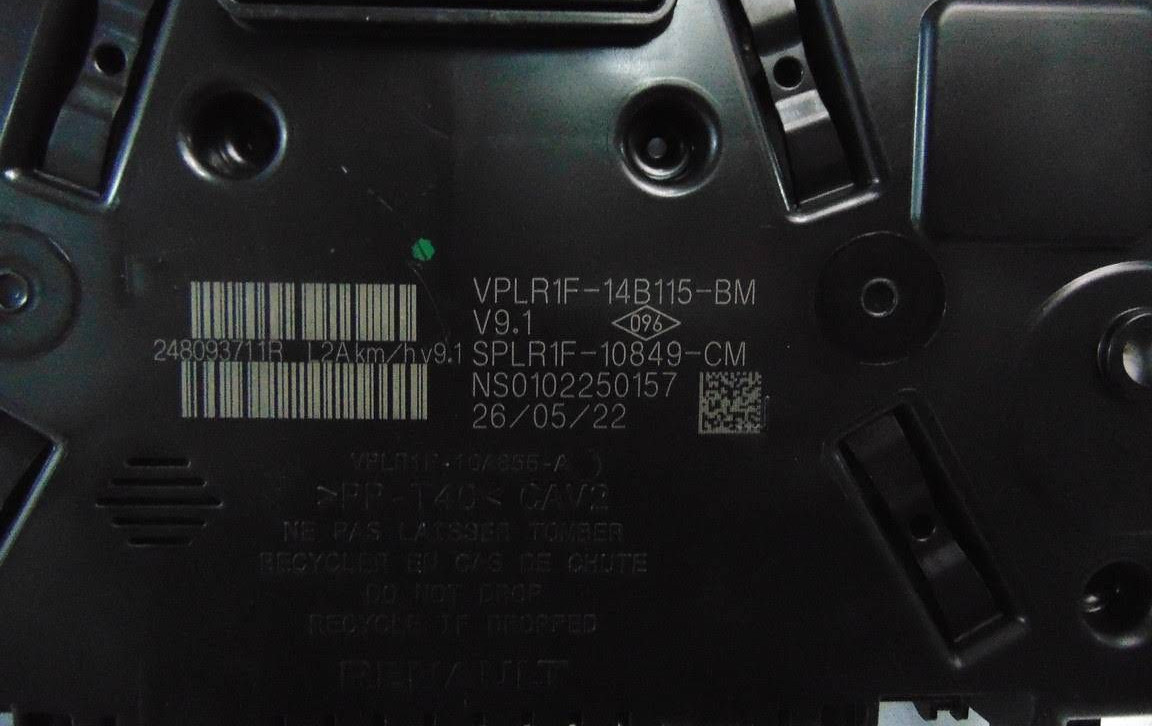 VPLR1F-14B115-BM
V9.1 096
248093711R L2A km/h v9.1 SPLR1F-10849-CM
NS0102250157
26/05/22
>PP-T40< CAV2
NE PAS LAISSER TOMBER
RECYCLER EN CAS DE CHUTE
DO NOT DROP
RECYCLE IF DROPPED
RENAULT